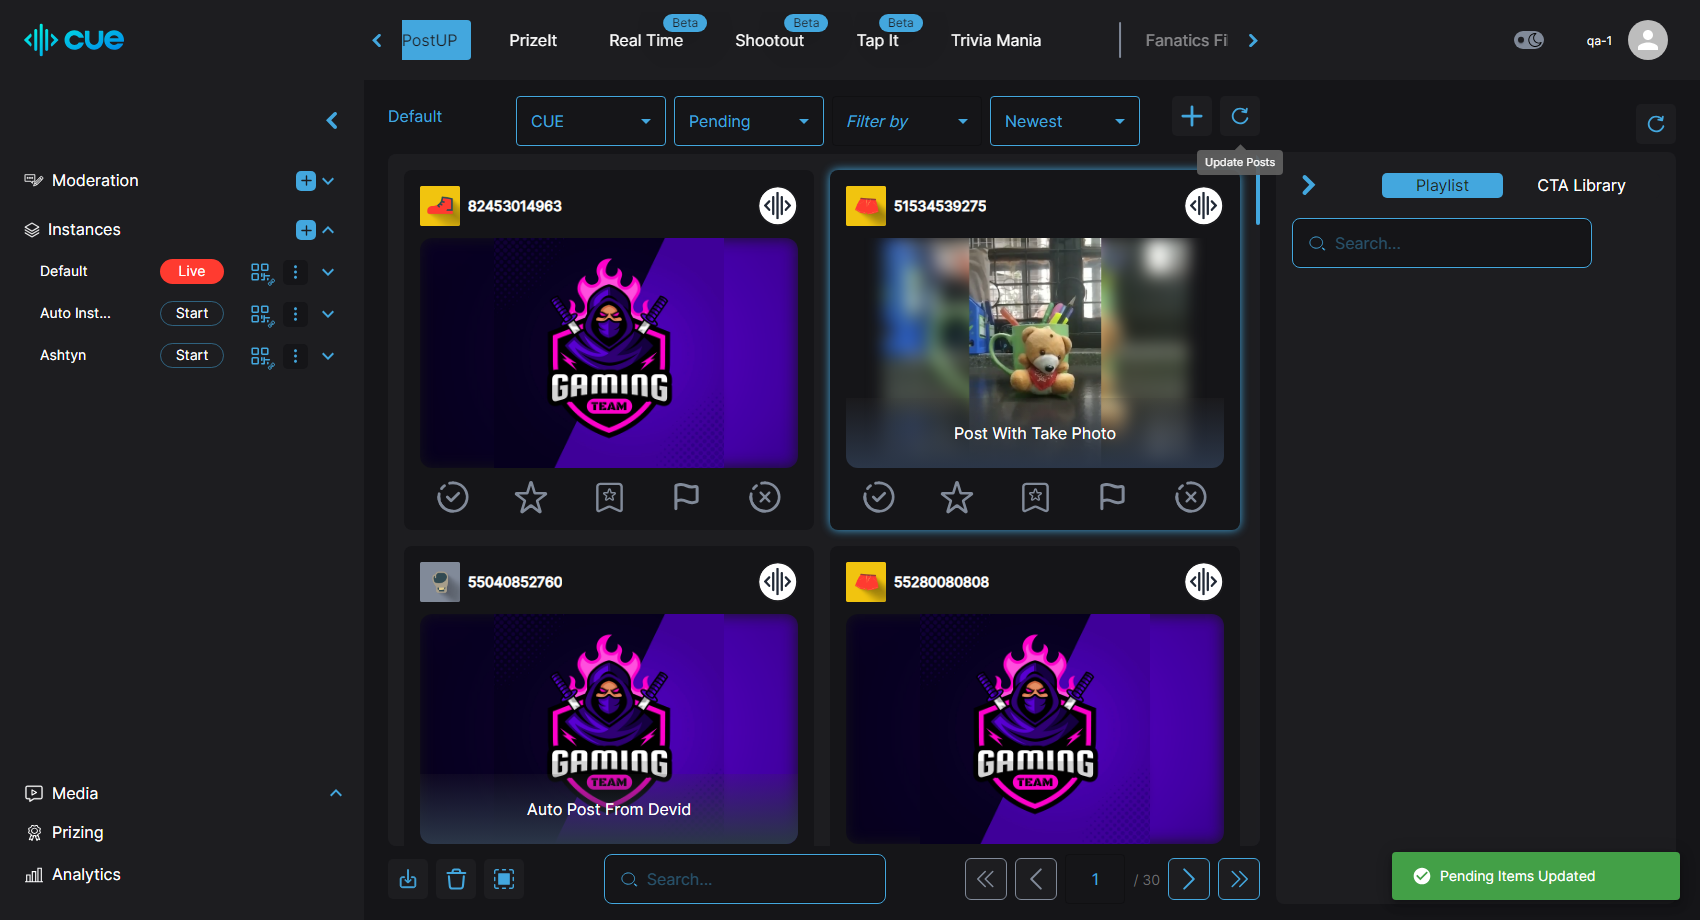 cue
PostUP
PrizeIt
Real Time
Beta
Shootout
Beta
Tap It
Beta
Trivia Mania
Fanatics Fi
qa-1
Default
CUE
Pending
Filter by
Newest
Update Posts
Moderation
Instances
Default
Live
Auto Inst...
Start
Ashtyn
Start
Media
Prizing
Analytics
82453014963
GAMING
TEAM
51534539275
Post With Take Photo
55040852760
GAMING
TEAM
Auto Post From Devid
55280080808
GAMING
TEAM
Search...
1
/ 30
Playlist
CTA Library
Search...
Pending Items Updated